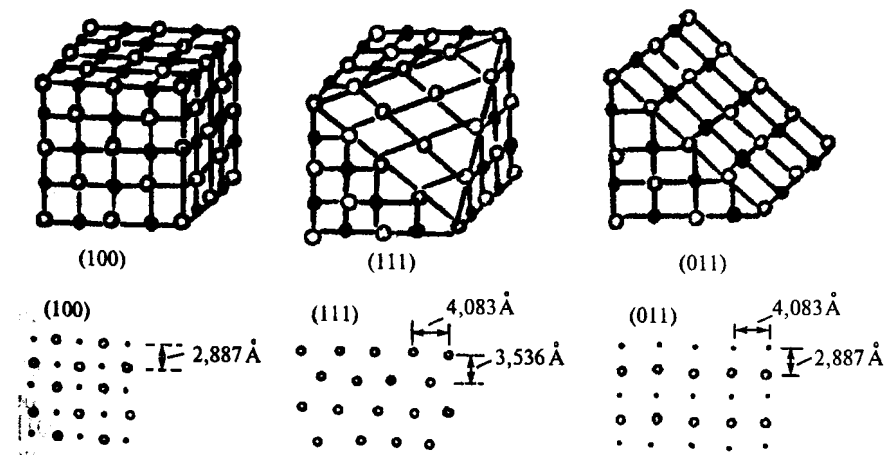 (100)
(111)
(011)
(100)
2,887 Å
(111)
4,083 Å
3,536 Å
(011)
4,083 Å
2,887 Å